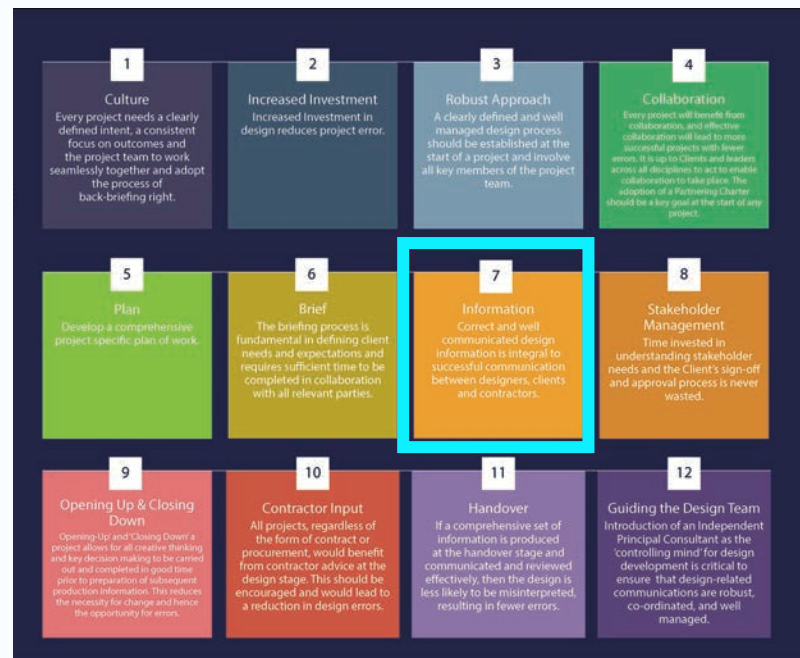 1
Culture
Every project needs a clearly
defined intent, a consistent
focus on outcomes and
the project team to work
seamlessly together and adopt
the process of
back-briefing right.
2
Increased Investment
Increased Investment in
design reduces project error.
3
Robust Approach
A clearly defined and well
managed design process
should be established at the
start of a project and involve
all key members of the project
team.
4
Collaboration
Every project will benefit from
collaboration, and effective
collaboration will lead to more
successful projects with fewer
errors. It is up to Clients and leaders
across all disciplines to act to enable
collaboration to take place. The
adoption of a Partnering Charter
should be a key goal at the start of any
project.
5
Plan
Develop a comprehensive
project specific plan of work.
6
Brief
The briefing process is
fundamental in defining client
needs and expectations and
requires sufficient time to be
completed in collaboration
with all relevant parties.
7
Information
Correct and well
communicated design
information is integral to
successful communication
between designers, clients
and contractors.
8
Stakeholder
Management
Time invested in
understanding stakeholder
needs and the Client's sign-off
and approval process is never
wasted.
9
Opening Up & Closing
Down
Opening-Up' and 'Closing Down' a
project allows for all creative thinking
and key decision making to be carried
out and completed in good time
prior to preparation of subsequent
production information. This reduces
the necessity for change and hence
the opportunity for errors.
10
Contractor Input
All projects, regardless of
the form of contract or
procurement, would benefit
from contractor advice at the
design stage. This should be
encouraged and would lead to
a reduction in design errors.
11
Handover
If a comprehensive set of
information is produced
at the handover stage and
communicated and reviewed
effectively, then the design is
less likely to be misinterpreted,
resulting in fewer errors.
12
Guiding the Design Team
Introduction of an Independent
Principal Consultant as the
'controlling mind' for design
development is critical to
ensure that design-related
communications are robust,
co-ordinated, and well
managed.